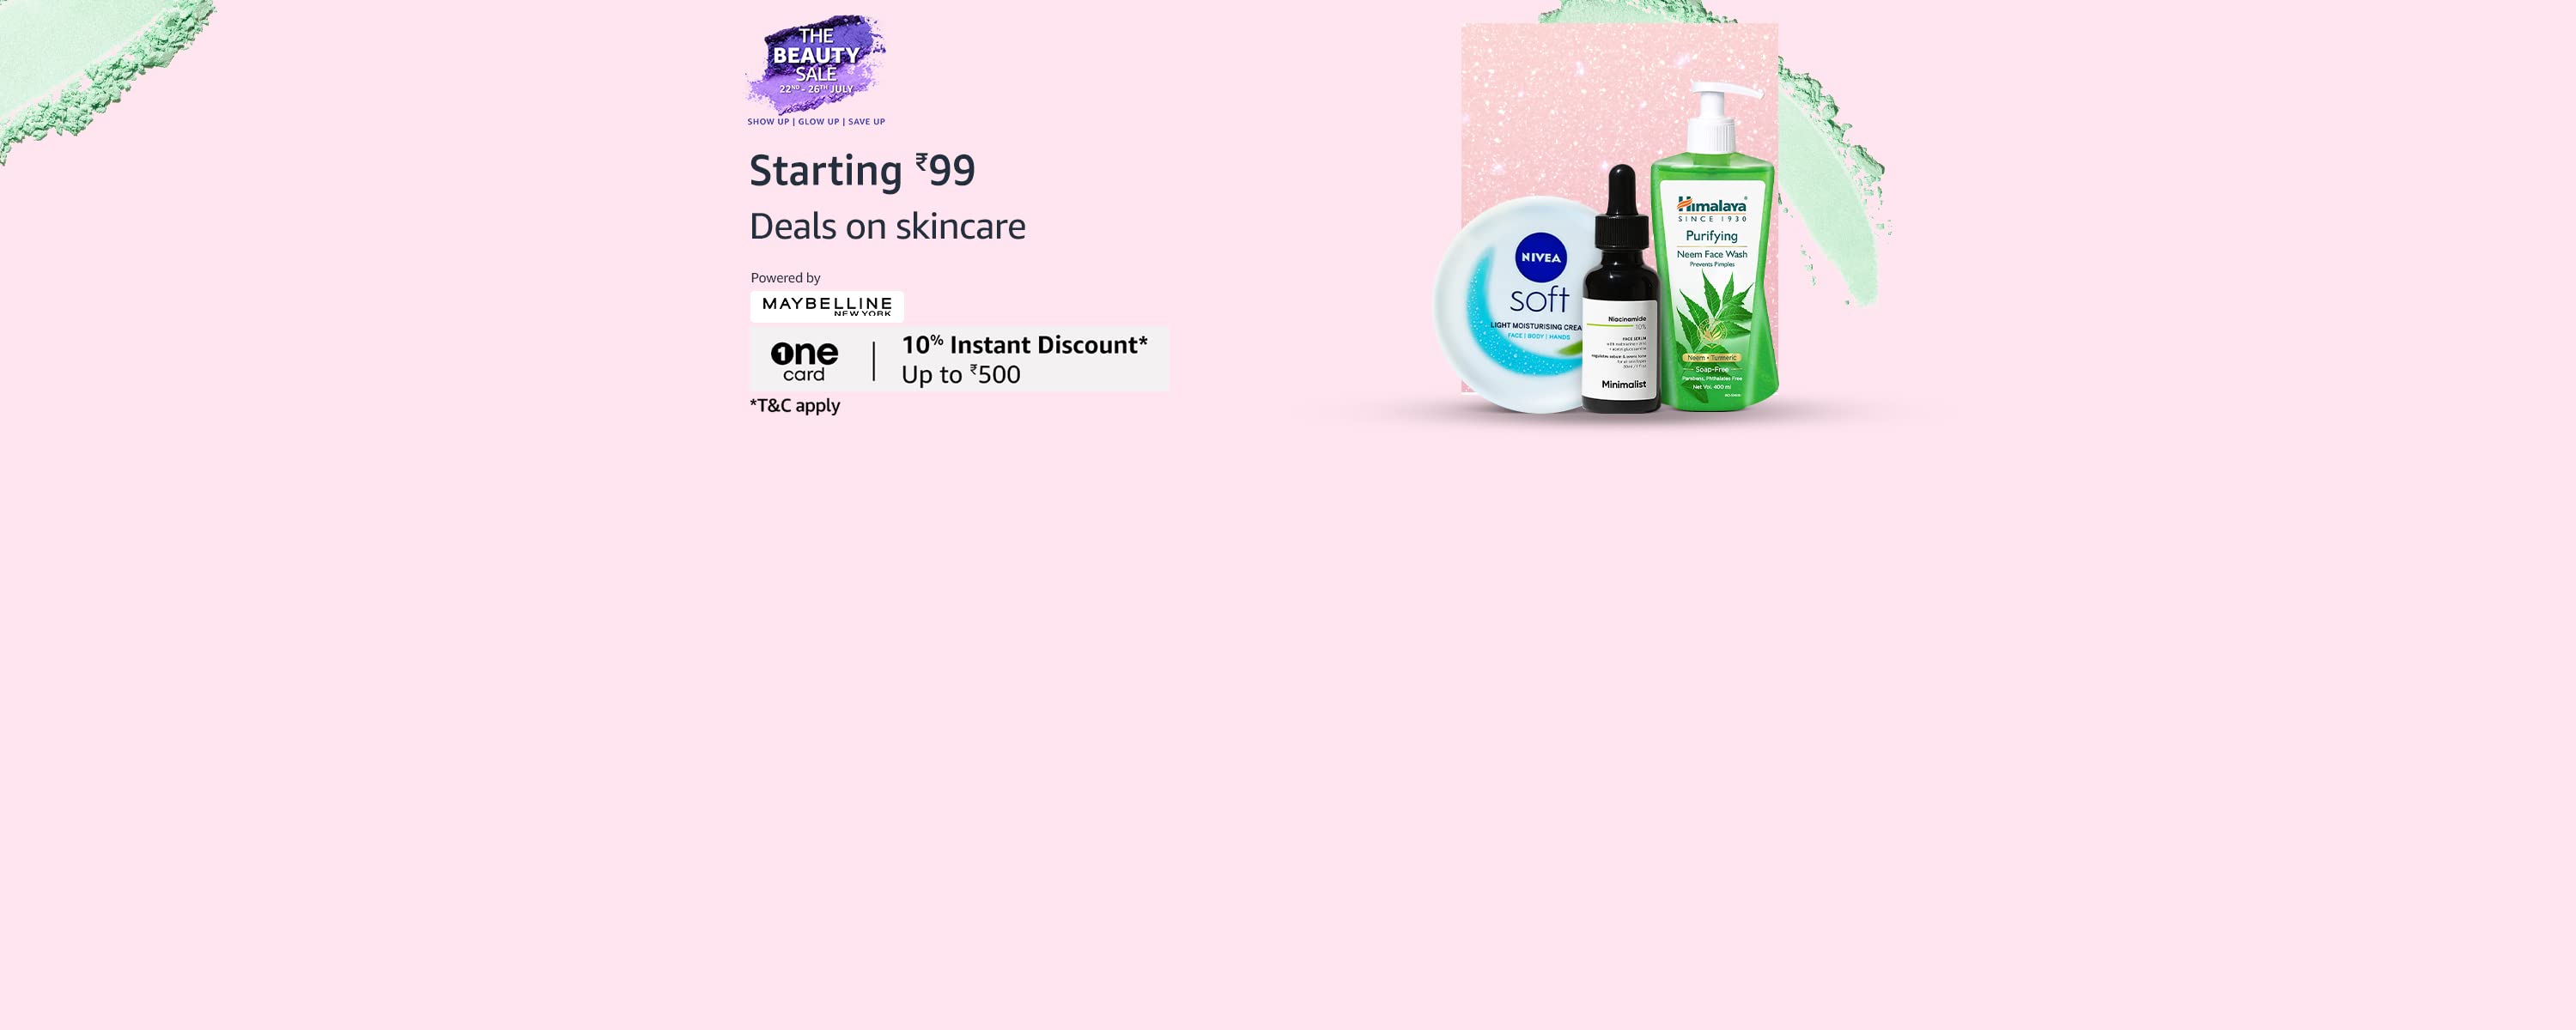 THE
BEAUTY
SALE
22ND - 26TH JULY
SHOW UP | GLOW UP | SAVE UP
Starting ₹99
Deals on skincare
Powered by
MAYBELLINE
NEW YORK
onecard
10% Instant Discount*
Up to ₹500
*T&C apply
NIVEA
soft
LIGHT MOISTURISING CREA
FACE | BODY | HANDS
Niacinamide
10%
FACE SERUM
Minimalist
Himalaya
SINCE 1930
Purifying
Neem Face Wash
Prevents Pimples
Neem • Turmeric
Soap-Free
Parabens, Phthalates Free
Net Vol. 400 ml